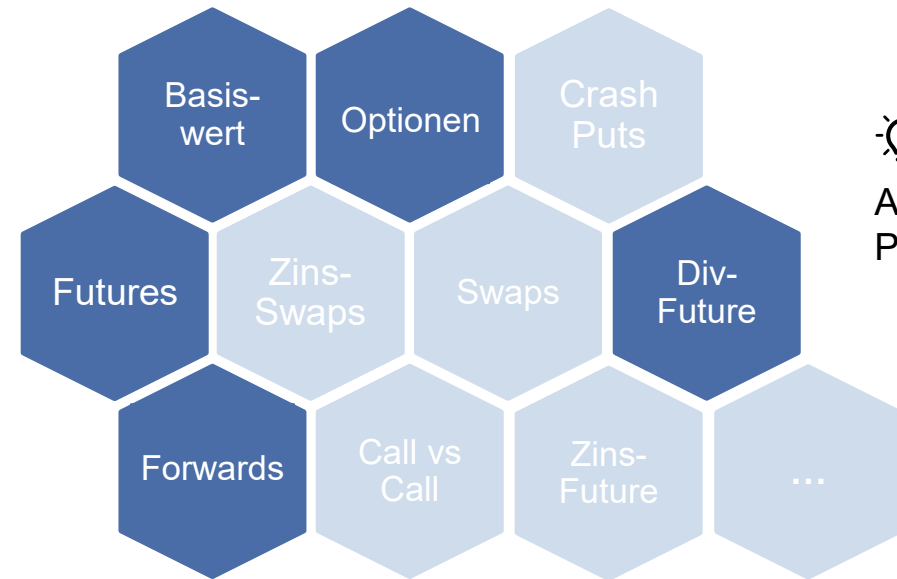 Basis-
wert
Optionen
Crash
Puts
Futures
Zins-
Swaps
Swaps
Div-
Future
Forwards
Call vs
Call
Zins-
Future
...
A
P